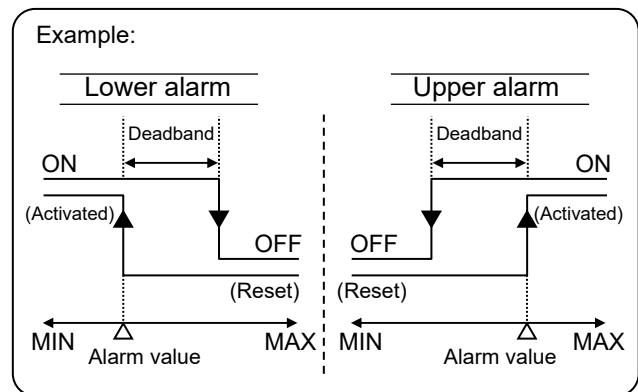 Example:
Lower alarm
Deadband
ON
(Activated)
OFF
(Reset)
MIN
Alarm value
MAX
Upper alarm
Deadband
ON
(Activated)
OFF
(Reset)
MIN
Alarm value
MAX